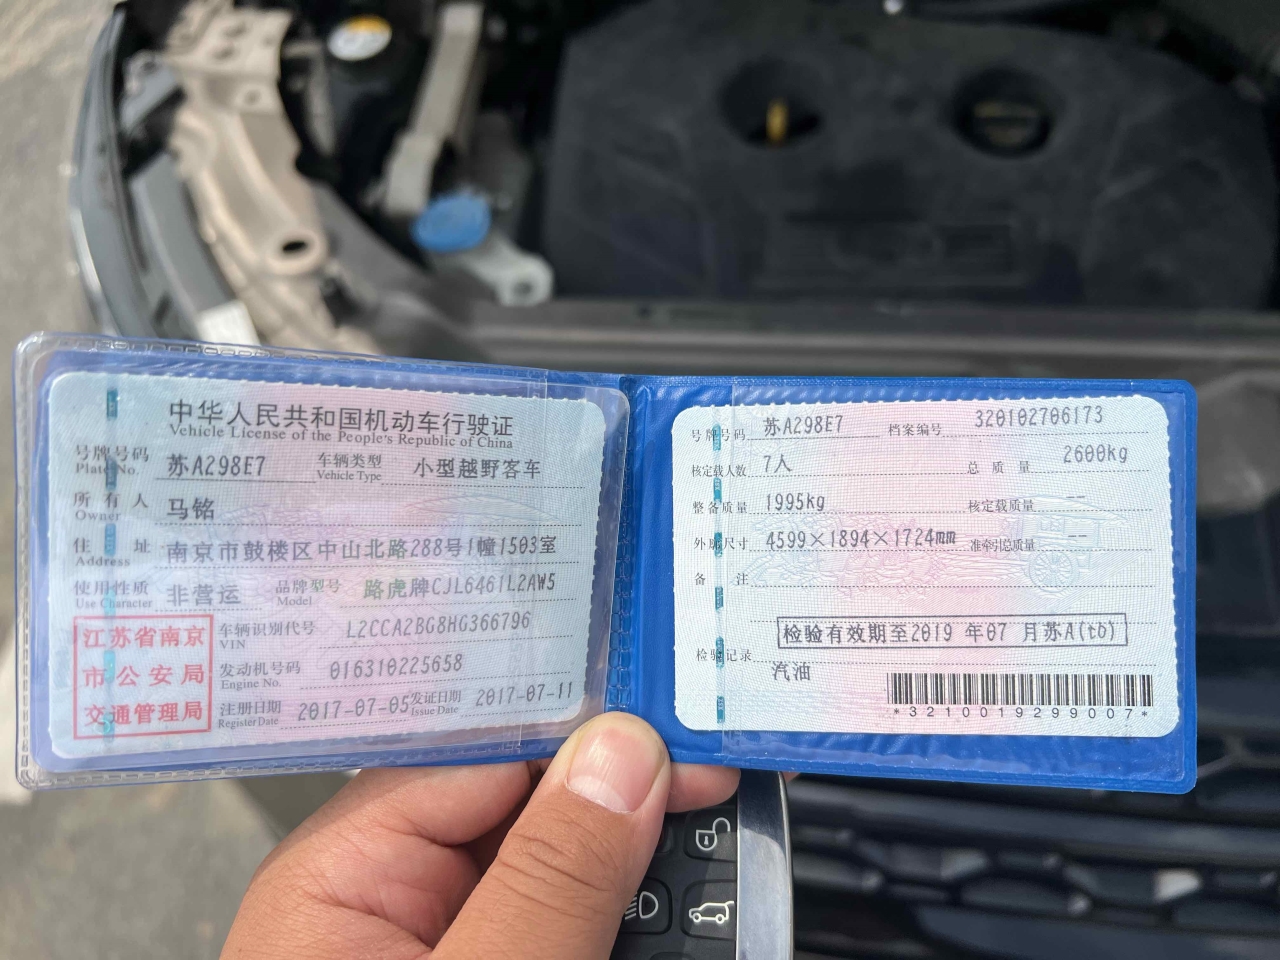 中华人民共和国机动车行驶证
Vehicle License of the People's Republic of China
号牌号码 苏A298E7 车辆类型 小型越野客车
Plate No. Vehicle Type
所有人 马铭
Owner
住址 南京市鼓楼区中山北路288号1幢1503室
Address
使用性质 非营运 品牌型号 路虎牌CJL6461L2AW5
Use Character Model
江苏省南京
市公安局
交通管理局
车辆识别代号 L2CCA2BG8HG366796
VIN
发动机号码 016310225658
Engine No.
注册日期 2017-07-05 发证日期 2017-07-11
Register Date Issue Date
号牌号码 苏A298E7 档案编号 320102706173
核定载人数 7人 总质量 2600kg
整备质量 1995kg 核定载质量 --
外廓尺寸 4599×1894×1724mm 准牵引总质量 --
备注
检验有效期至2019 年07 月苏A(t6)
检验记录
汽油
*3210019299007*